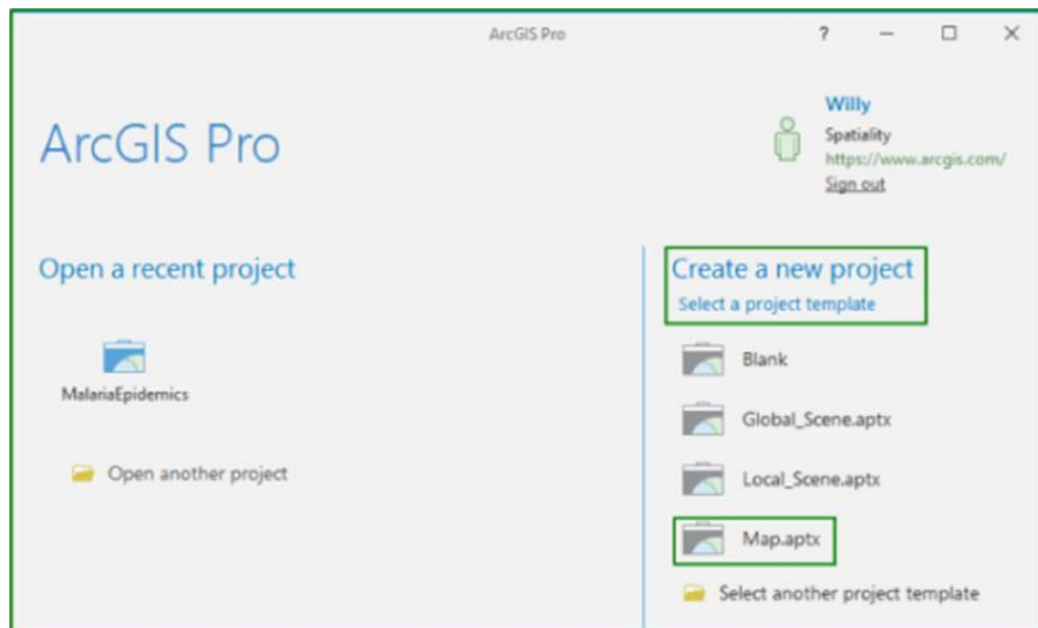 ArcGIS Pro
?
Willy
Spatiality
https://www.arcgis.com/
Sign out
ArcGIS Pro
Open a recent project
MalariaEpidemics
Open another project
Create a new project
Select a project template
Blank
Global_Scene.aptx
Local_Scene.aptx
Map.aptx
Select another project template